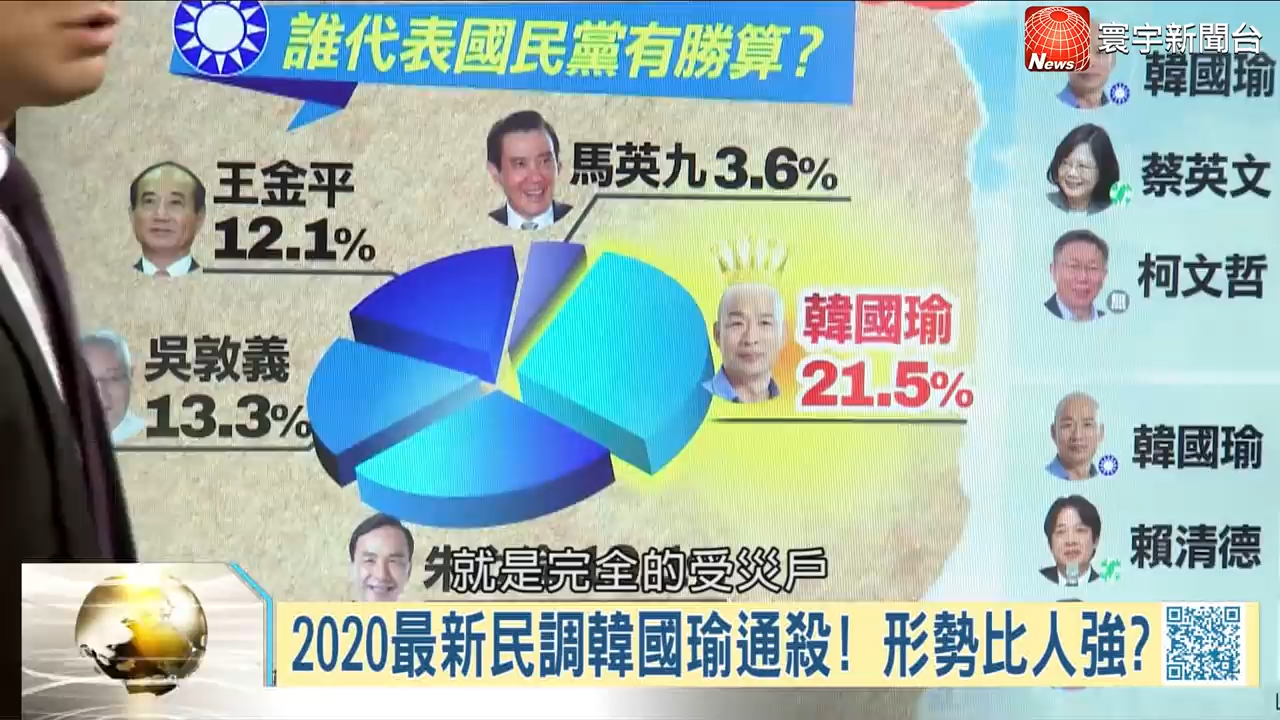 誰代表國民黨有勝算？
News 寰宇新聞台
韓國瑜
馬英九 3.6%
王金平
12.1%
蔡英文
柯文哲
韓國瑜
21.5%
吳敦義
13.3%
韓國瑜
賴清德
朱
就是完全的受災戶
2020最新民調韓國瑜通殺！ 形勢比人強？